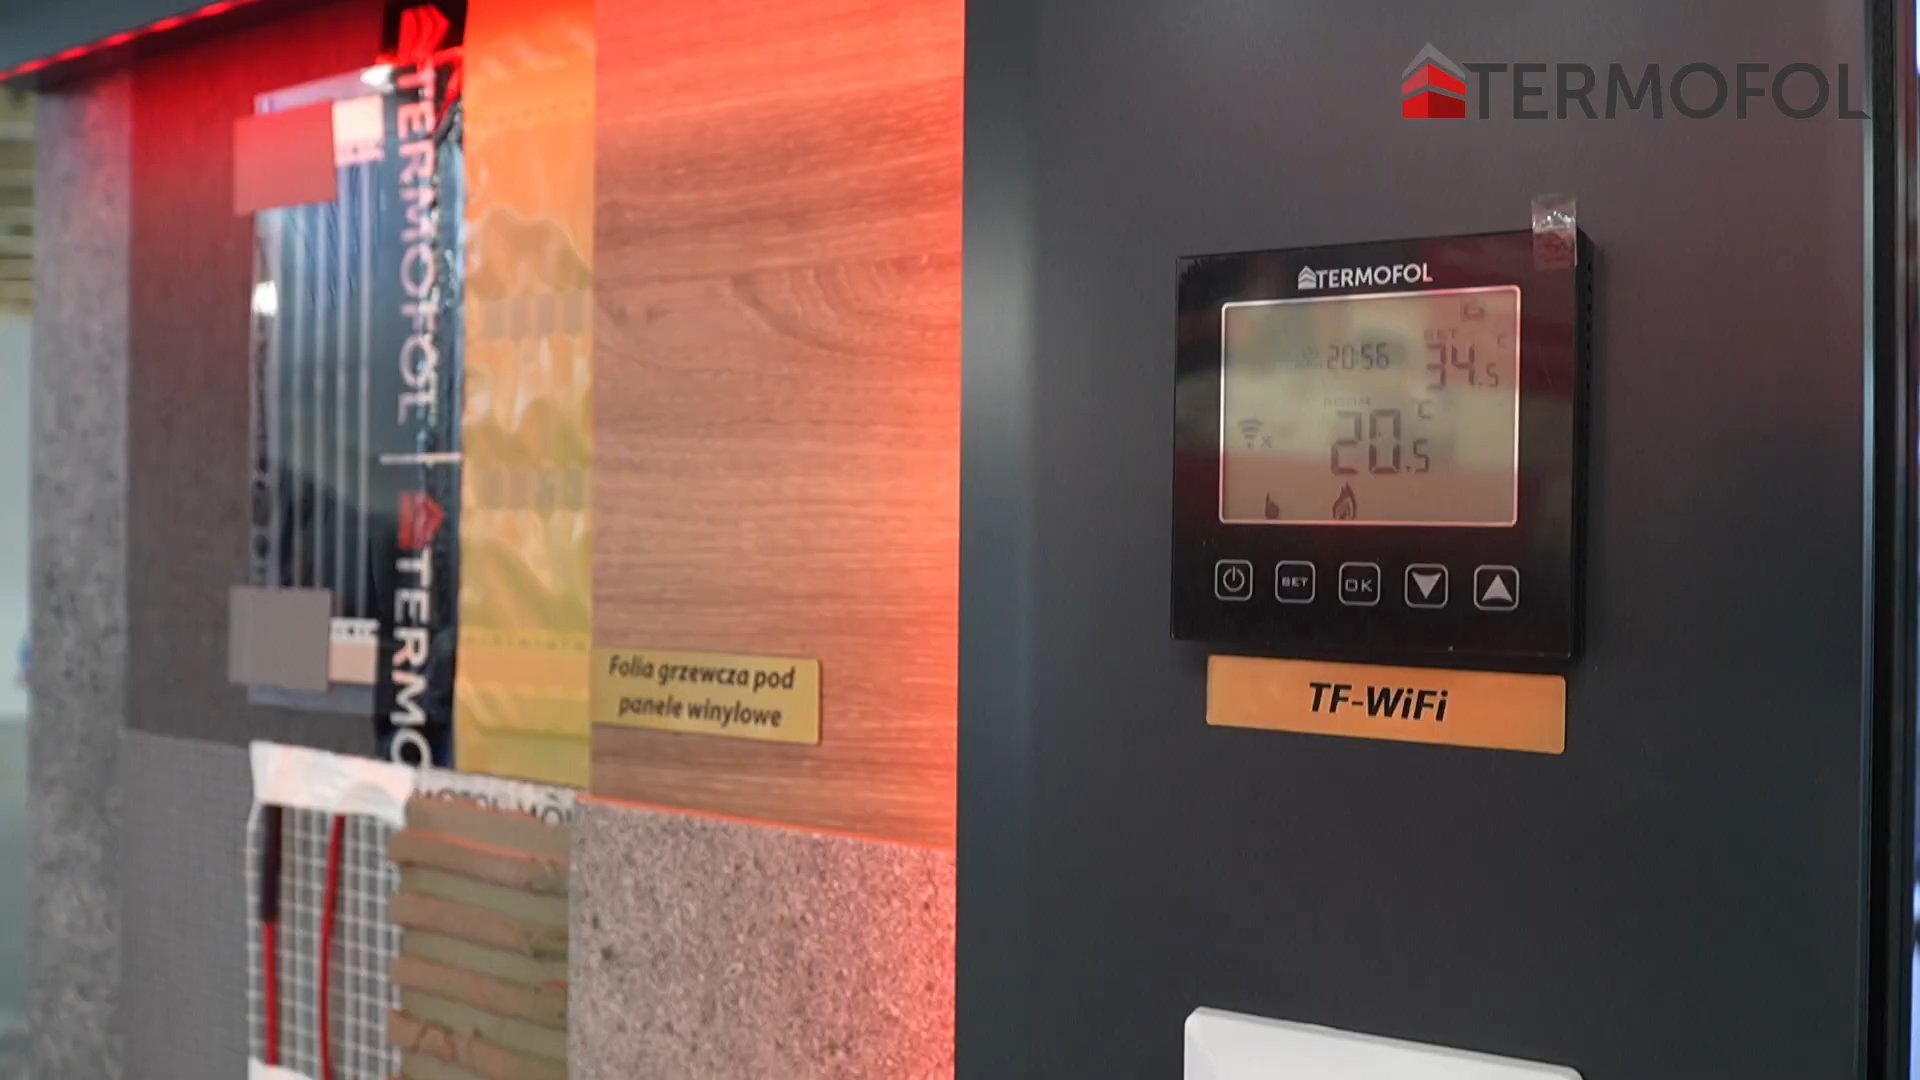 TERMOFOL
TERMOFOL
TERMO
TERMOFOL
20:56
SET
34.5
°C
ROOM
20.5
°C
SET
OK
TF-WiFi
Folia grzewcza pod
panele winylowe